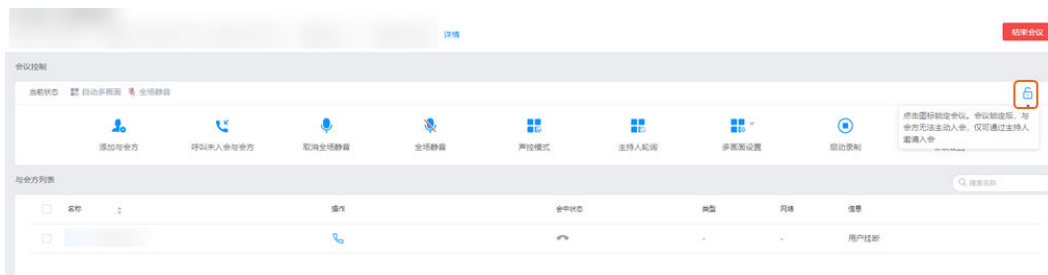 详情
结束会议
会议控制
当前状态 自动多画面 全场静音
点击图标锁定会议。会议锁定后，与
会方无法主动入会，仅可通过主持人
邀请入会
添加与会方 呼叫未入会与会方 取消全场静音 全场静音 声控模式 主持人轮询 多画面设置 启动录制
与会方列表
搜索名称
名称 操作 会中状态 类型 网络 信息
- - 用户挂断